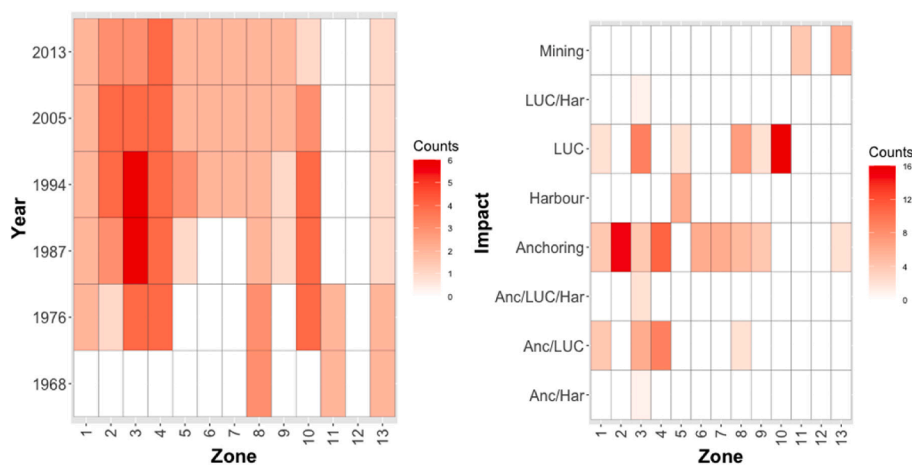 Year
2013
2005
1994
1987
1976
1968
1 2 3 4 5 6 7 8 9 10 11 12 13
Zone
Counts
6
5
4
3
2
1
0
Impact
Mining
LUC/Har
LUC
Harbour
Anchoring
Anc/LUC/Har
Anc/LUC
Anc/Har
1 2 3 4 5 6 7 8 9 10 11 12 13
Zone
Counts
16
12
8
4
0